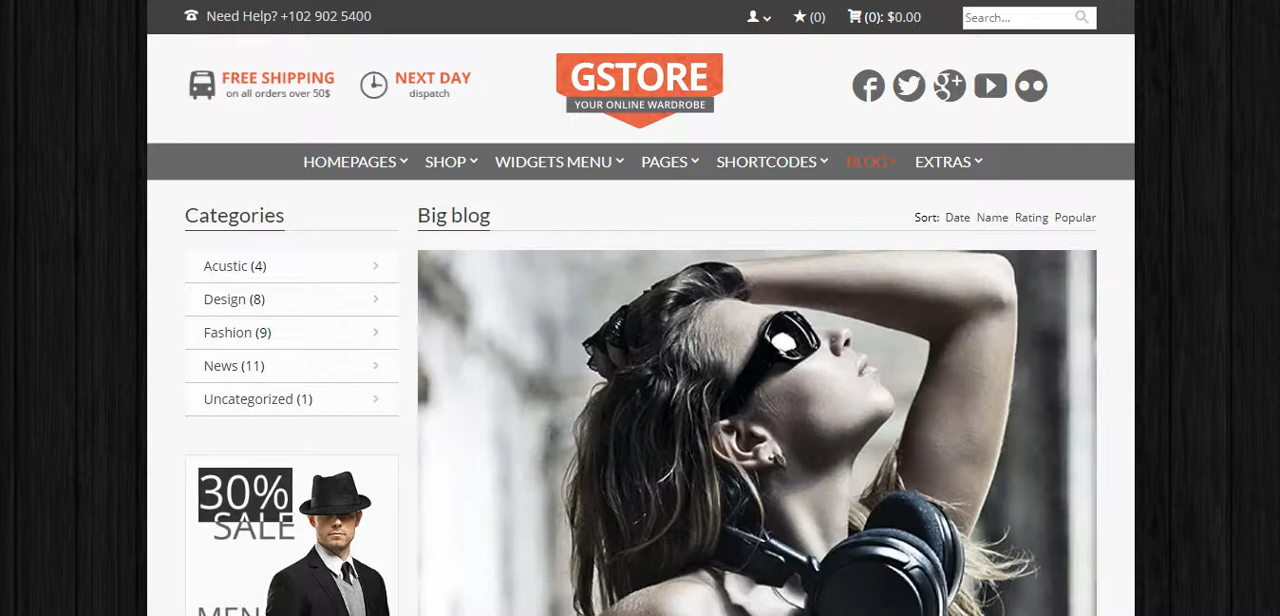 Need Help? +102 902 5400
(0)
(0): $0.00
Search...
FREE SHIPPING
on all orders over 50$
NEXT DAY
dispatch
GSTORE
YOUR ONLINE WARDROBE
HOMEPAGES SHOP WIDGETS MENU PAGES SHORTCODES BLOG EXTRAS
Categories
Acustic (4)
Design (8)
Fashion (9)
News (11)
Uncategorized (1)
30%
SALE
MEN
Big blog
Sort: Date Name Rating Popular